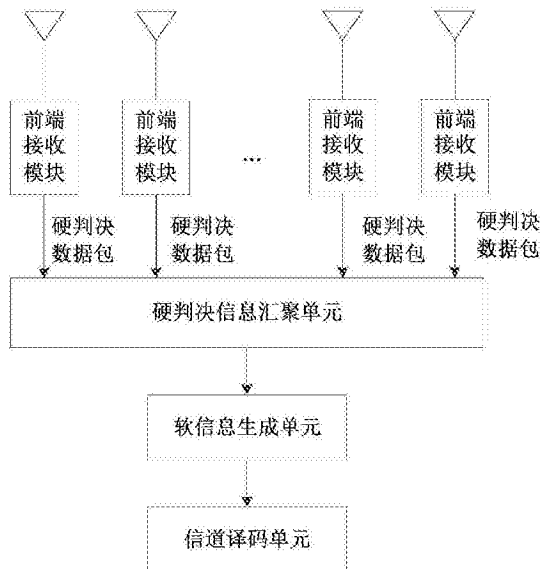 前端
接收
模块
前端
接收
模块
...
前端
接收
模块
前端
接收
模块
硬判决
数据包
硬判决
数据包
硬判决
数据包
硬判决
数据包
硬判决信息汇聚单元
软信息生成单元
信道译码单元